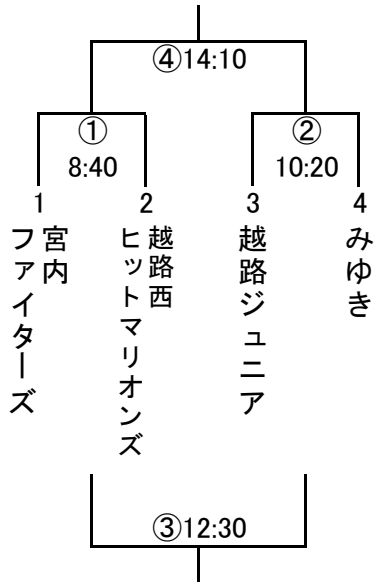 ④14:10
①
8:40
②
10:20
1
2
3
4
宮内
ファイターズ
越路西
ヒットマリオンズ
越路ジュニア
みゆき
③12:30